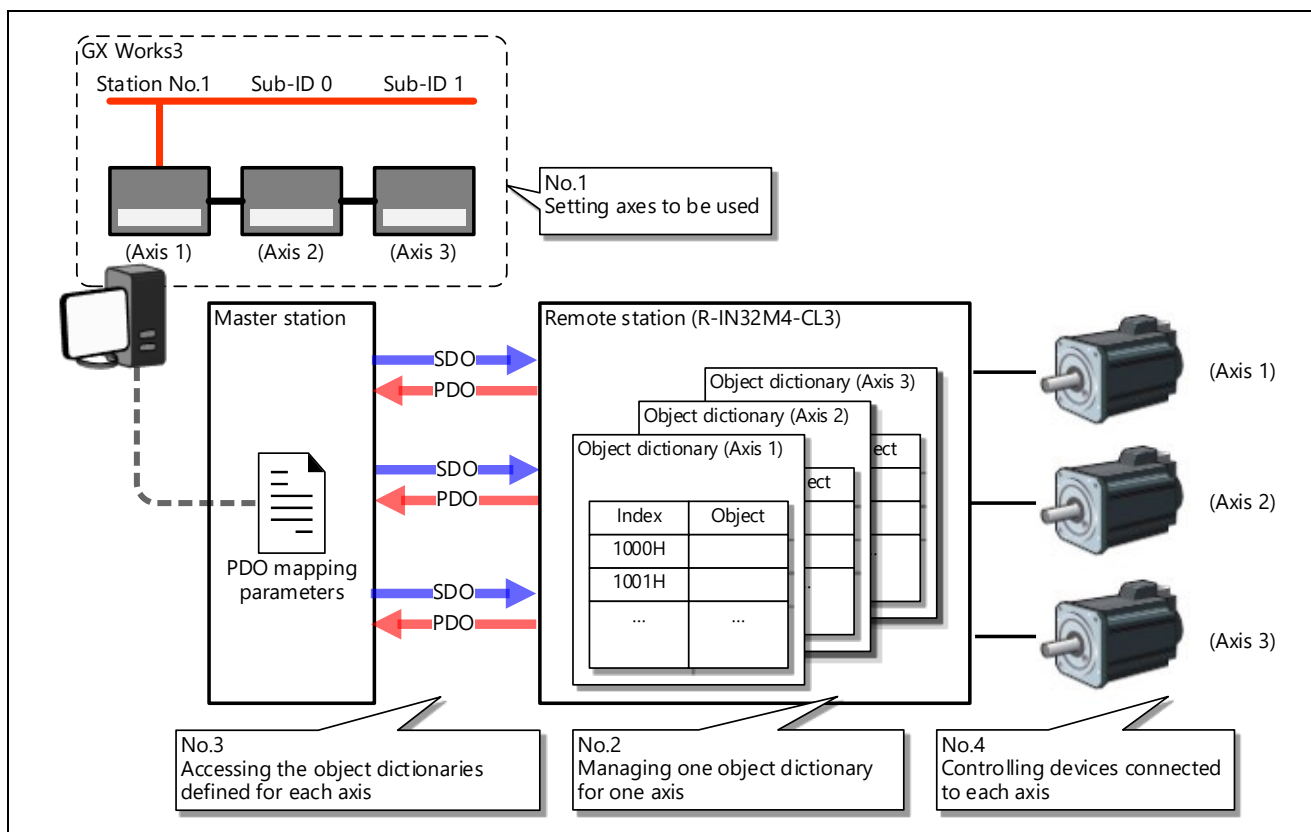 GX Works3
Station No.1 Sub-ID 0 Sub-ID 1
(Axis 1) (Axis 2) (Axis 3)
No.1
Setting axes to be used
Master station
PDO mapping
parameters
SDO
PDO
SDO
PDO
SDO
PDO
Remote station (R-IN32M4-CL3)
Object dictionary (Axis 3)
Object dictionary (Axis 2)
Object dictionary (Axis 1)
ect
ect
Index Object
1000H
1001H
... ...
(Axis 1)
(Axis 2)
(Axis 3)
No.3
Accessing the object dictionaries
defined for each axis
No.2
Managing one object dictionary
for one axis
No.4
Controlling devices connected
to each axis